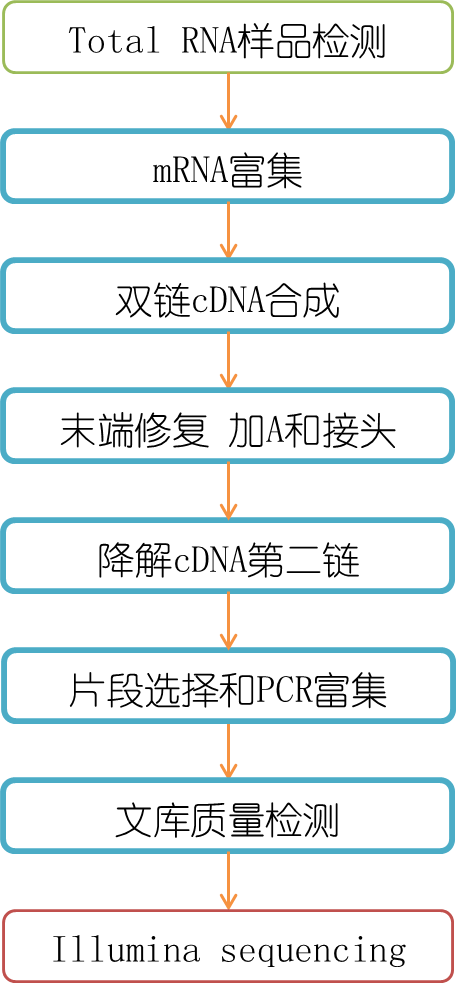 Total RNA样品检测
mRNA富集
双链cDNA合成
末端修复 加A和接头
降解cDNA第二链
片段选择和PCR富集
文库质量检测
Illumina sequencing